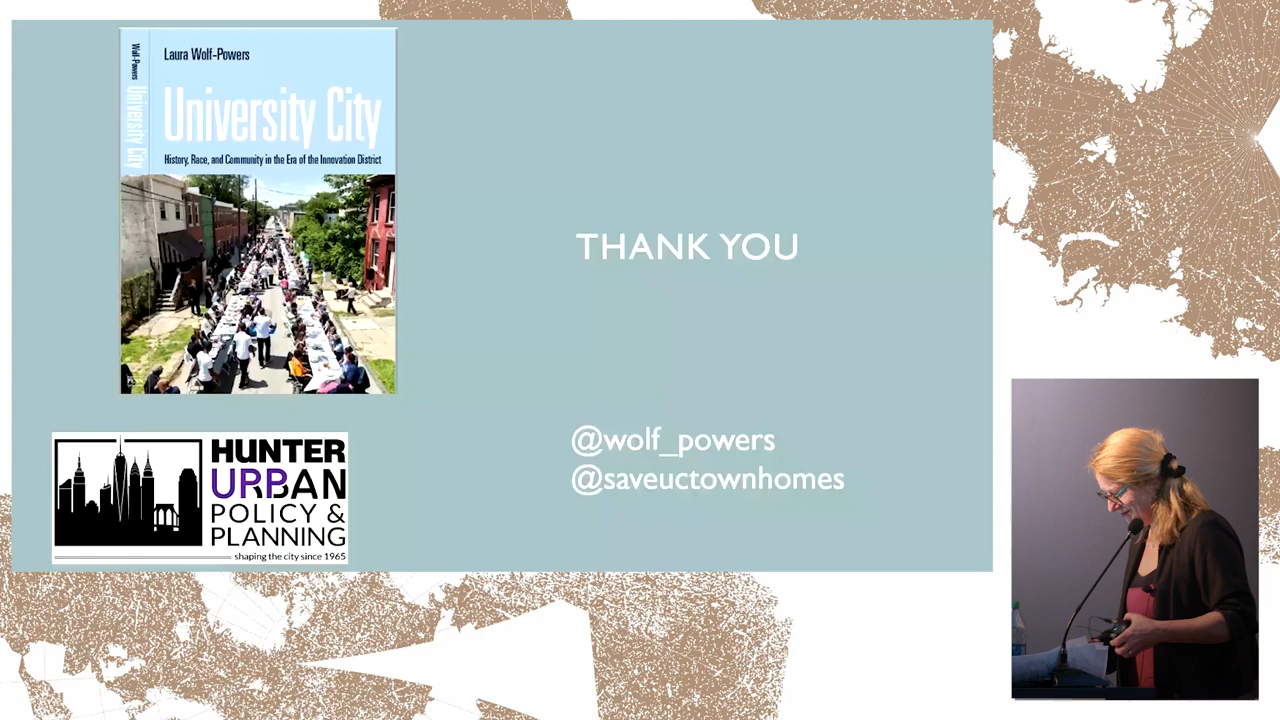 Laura Wolf-Powers
Wolf-Powers University City
University City
History, Race, and Community in the Era of the Innovation District
THANK YOU
@wolf_powers
@saveuctownhomes
HUNTER
URBAN
POLICY &
PLANNING
shaping the city since 1965